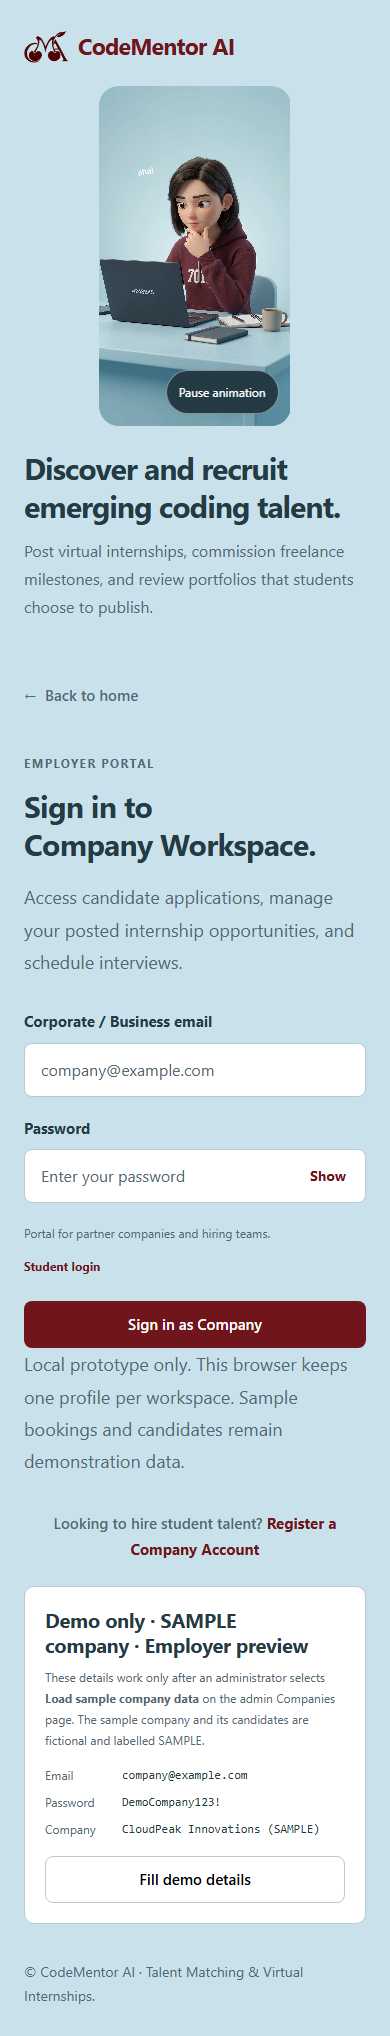 CodeMentor AI
Pause animation
Discover and recruit
emerging coding talent.
Post virtual internships, commission freelance
milestones, and review portfolios that students
choose to publish.
← Back to home
EMPLOYER PORTAL
Sign in to
Company Workspace.
Access candidate applications, manage
your posted internship opportunities, and
schedule interviews.
Corporate / Business email
company@example.com
Password
Enter your password Show
Portal for partner companies and hiring teams.
Student login
Sign in as Company
Local prototype only. This browser keeps
one profile per workspace. Sample
bookings and candidates remain
demonstration data.
Looking to hire student talent? Register a
Company Account
Demo only · SAMPLE
company · Employer preview
These details work only after an administrator selects
Load sample company data on the admin Companies
page. The sample company and its candidates are
fictional and labelled SAMPLE.
Email company@example.com
Password DemoCompany123!
Company CloudPeak Innovations (SAMPLE)
Fill demo details
© CodeMentor AI · Talent Matching & Virtual
Internships.